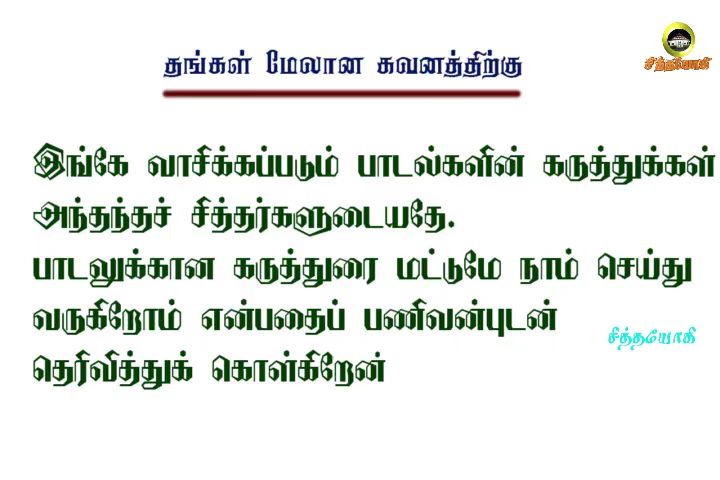 சித்தயோகி
தங்கள் மேலான கவனத்திற்கு
இங்கே வாசிக்கப்படும் பாடல்களின் கருத்துக்கள்
அந்தந்தச் சித்தர்களுடையதே.
பாடலுக்கான கருத்துரை மட்டுமே நாம் செய்து
வருகிறோம் என்பதைப் பணிவன்புடன்
சித்தயோகி
தெரிவித்துக் கொள்கிறேன்